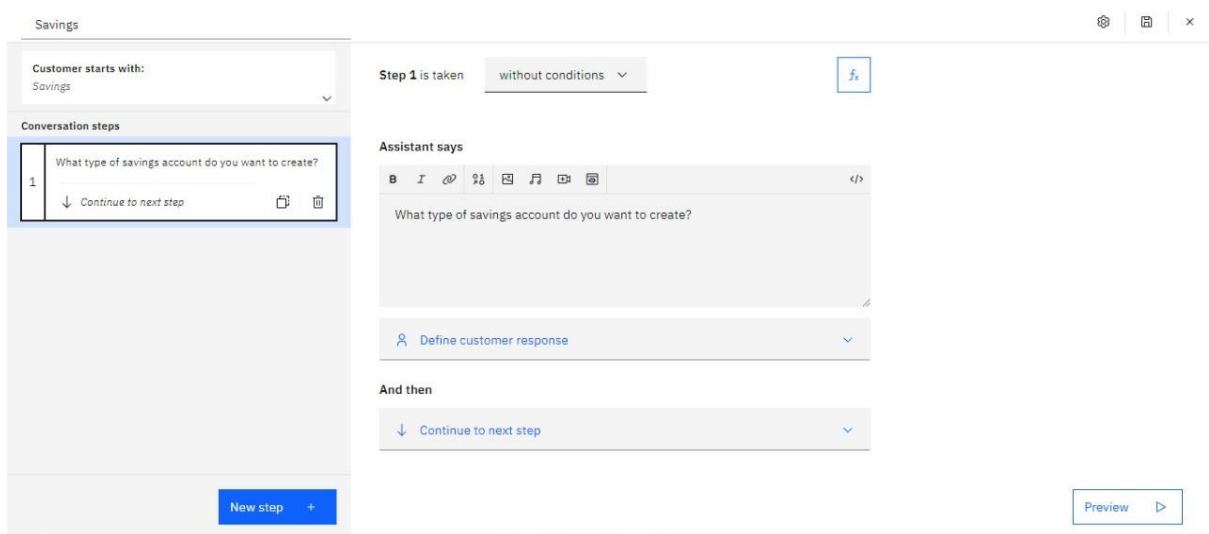 Savings
Customer starts with:
Savings
Conversation steps
1
What type of savings account do you want to create?
Continue to next step
New step +
Step 1 is taken without conditions
fx
Assistant says
B I </>
What type of savings account do you want to create?
Define customer response
And then
Continue to next step
Preview